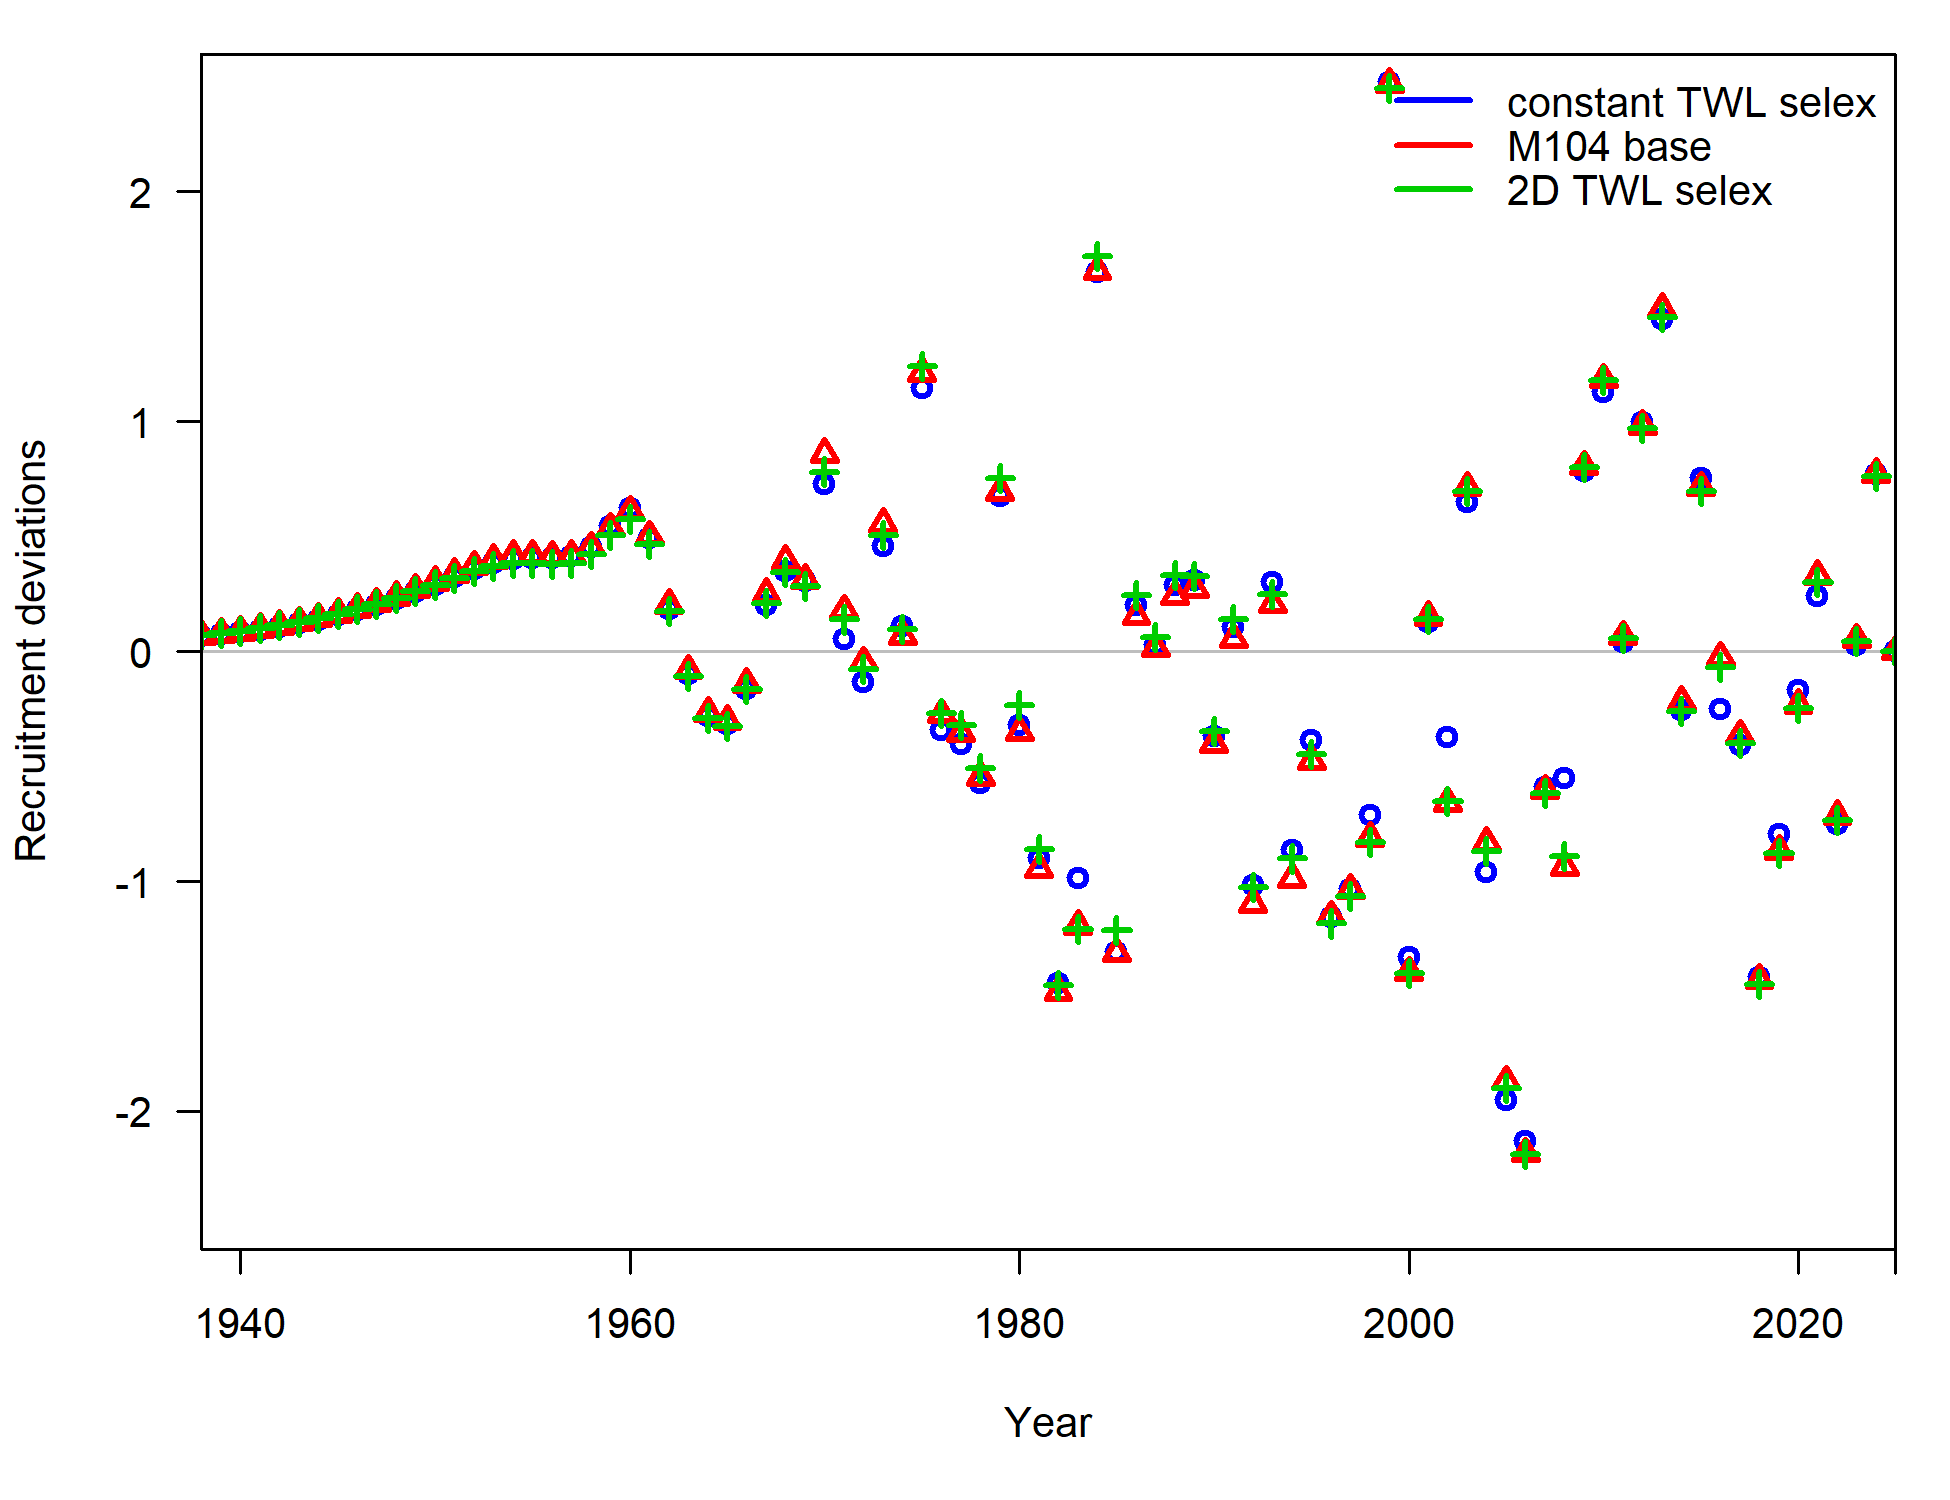 constant TWL selex
M104 base
2D TWL selex
2
1
0
-1
-2
Recruitment deviations
1940
1960
1980
2000
2020
Year